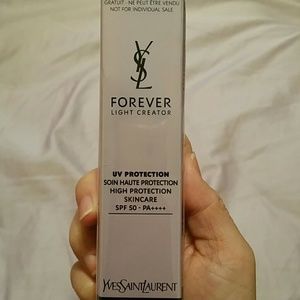 GRATUIT - NE PEUT ÊTRE VENDU
NOT FOR INDIVIDUAL SALE
YSL
FOREVER
LIGHT CREATOR
UV PROTECTION
SOIN HAUTE PROTECTION
HIGH PROTECTION
SKINCARE
SPF 50 - PA++++
YVESSAINTLAURENT